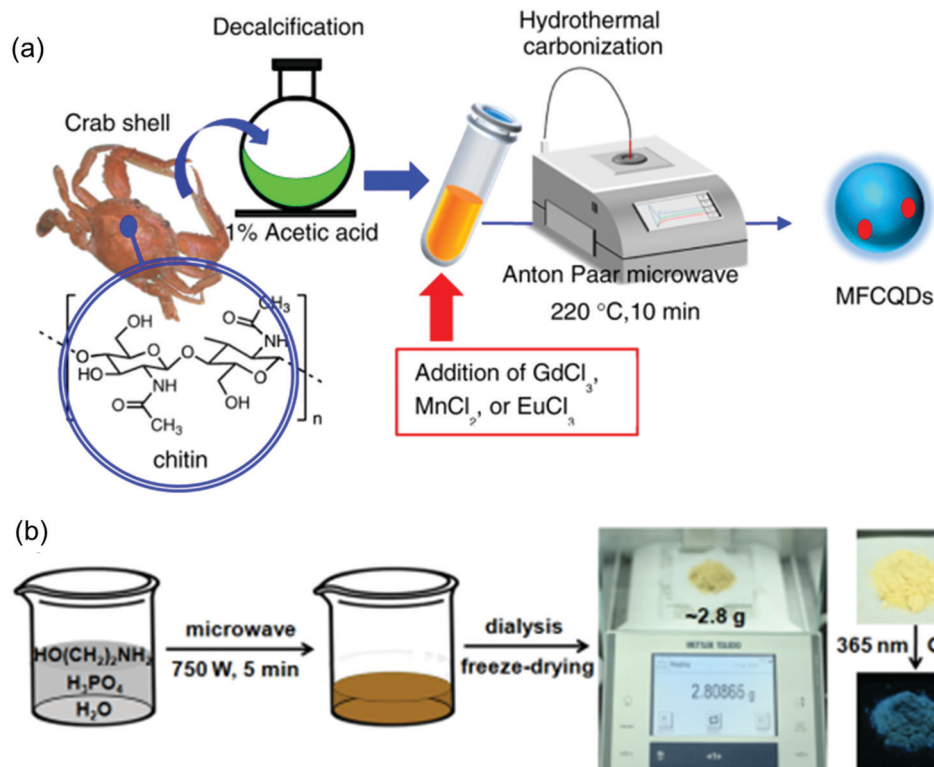 (a)
Decalcification
Hydrothermal
carbonization
Crab shell
1% Acetic acid
Anton Paar microwave
220 °C,10 min
MFCQDs
Addition of GdCl3,
MnCl2, or EuCl3
OH
O
CH3
NH
O
O
HO
O
O
NH
OH
O
CH3
n
chitin
(b)
HO(CH2)2NH2
H3PO4
H2O
microwave
750 W, 5 min
dialysis
freeze-drying
~2.8 g
METTLER TOLEDO
2.80865 g
365 nm